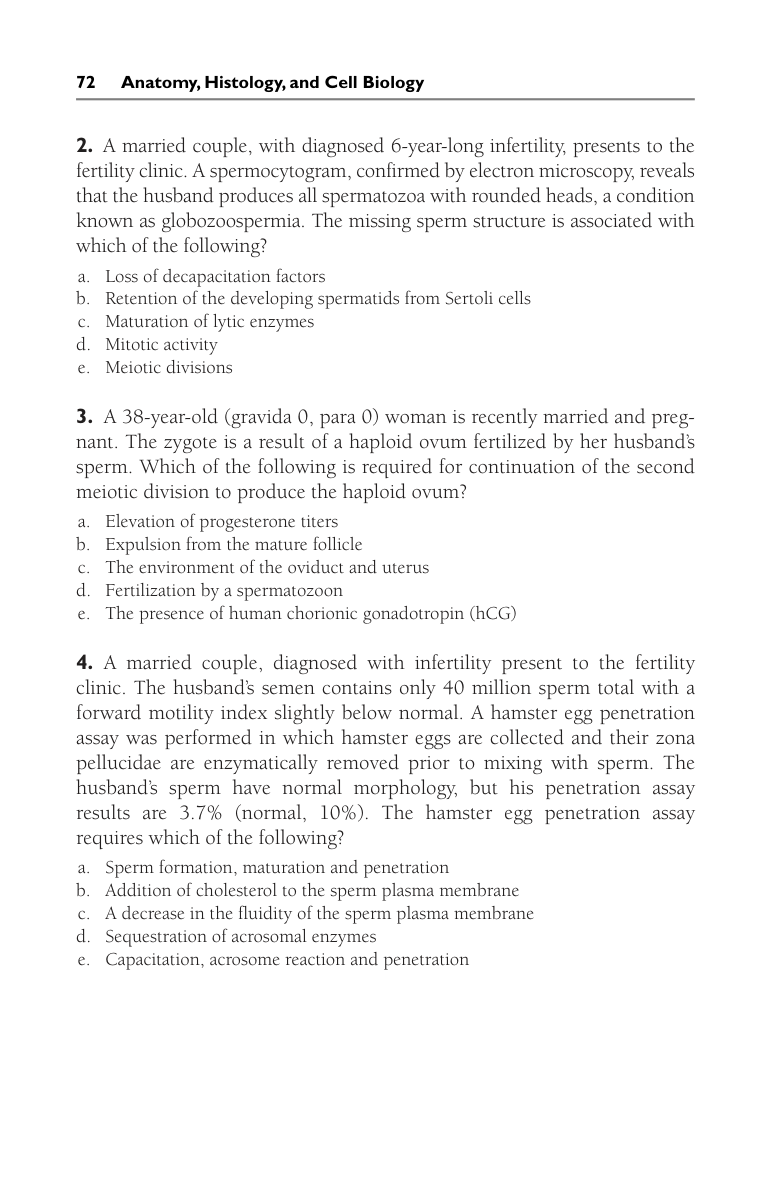 72 Anatomy, Histology, and Cell Biology
2. A married couple, with diagnosed 6-year-long infertility, presents to the
fertility clinic. A spermocytogram, confirmed by electron microscopy, reveals
that the husband produces all spermatozoa with rounded heads, a condition
known as globozoospermia. The missing sperm structure is associated with
which of the following?
a. Loss of decapacitation factors
b. Retention of the developing spermatids from Sertoli cells
c. Maturation of lytic enzymes
d. Mitotic activity
e. Meiotic divisions
3. A 38-year-old (gravida 0, para 0) woman is recently married and preg-
nant. The zygote is a result of a haploid ovum fertilized by her husband's
sperm. Which of the following is required for continuation of the second
meiotic division to produce the haploid ovum?
a. Elevation of progesterone titers
b. Expulsion from the mature follicle
c. The environment of the oviduct and uterus
d. Fertilization by a spermatozoon
e. The presence of human chorionic gonadotropin (hCG)
4. A married couple, diagnosed with infertility present to the fertility
clinic. The husband's semen contains only 40 million sperm total with a
forward motility index slightly below normal. A hamster egg penetration
assay was performed in which hamster eggs are collected and their zona
pellucidae are enzymatically removed prior to mixing with sperm. The
husband's sperm have normal morphology, but his penetration assay
results are 3.7% (normal, 10%). The hamster egg penetration assay
requires which of the following?
a. Sperm formation, maturation and penetration
b. Addition of cholesterol to the sperm plasma membrane
c. A decrease in the fluidity of the sperm plasma membrane
d. Sequestration of acrosomal enzymes
e. Capacitation, acrosome reaction and penetration